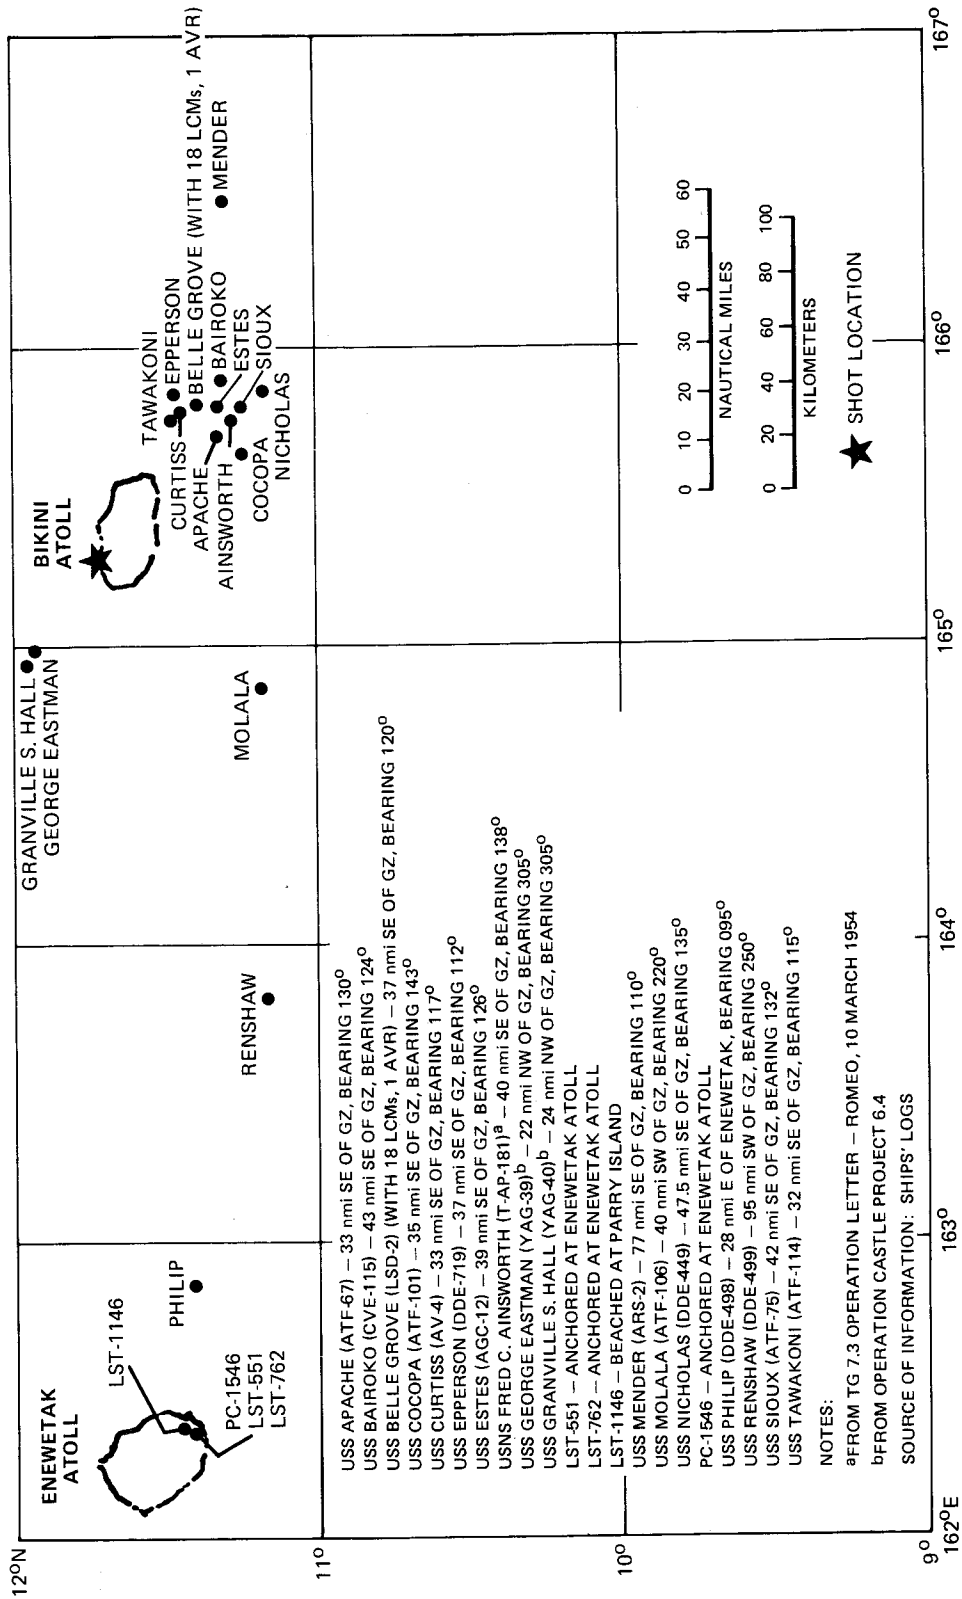 12°N
11°
10°
9°
162°E
163°
164°
165°
166°
167°
ENEWETAK
ATOLL
LST-1146
PHILIP
PC-1546
LST-551
LST-762
RENSHAW
GRANVILLE S. HALL
GEORGE EASTMAN
MOLALA
BIKINI
ATOLL
TAWAKONI
EPPERSON
CURTISS
BELLE GROVE (WITH 18 LCMs, 1 AVR)
APACHE
BAIROKO
AINSWORTH
ESTES
SIOUX
COCOPA
NICHOLAS
MENDER
USS APACHE (ATF-67) – 33 nmi SE OF GZ, BEARING 130°
USS BAIROKO (CVE-115) – 43 nmi SE OF GZ, BEARING 124°
USS BELLE GROVE (LSD-2) (WITH 18 LCMs, 1 AVR) – 37 nmi SE OF GZ, BEARING 120°
USS COCOPA (ATF-101) – 35 nmi SE OF GZ, BEARING 143°
USS CURTISS (AV-4) – 33 nmi SE OF GZ, BEARING 117°
USS EPPERSON (DDE-719) – 37 nmi SE OF GZ, BEARING 112°
USS ESTES (AGC-12) – 39 nmi SE OF GZ, BEARING 126°
USNS FRED C. AINSWORTH (T-AP-181)ᵃ – 40 nmi SE OF GZ, BEARING 138°
USS GEORGE EASTMAN (YAG-39)ᵇ – 22 nmi NW OF GZ, BEARING 305°
USS GRANVILLE S. HALL (YAG-40)ᵇ – 24 nmi NW OF GZ, BEARING 305°
LST-551 – ANCHORED AT ENEWETAK ATOLL
LST-762 – ANCHORED AT ENEWETAK ATOLL
LST-1146 – BEACHED AT PARRY ISLAND
USS MENDER (ARS-2) – 77 nmi SE OF GZ, BEARING 110°
USS MOLALA (ATF-106) – 40 nmi SW OF GZ, BEARING 220°
USS NICHOLAS (DDE-449) – 47.5 nmi SE OF GZ, BEARING 135°
PC-1546 – ANCHORED AT ENEWETAK ATOLL
USS PHILIP (DDE-498) – 28 nmi E OF ENEWETAK, BEARING 095°
USS RENSHAW (DDE-499) – 95 nmi SW OF GZ, BEARING 250°
USS SIOUX (ATF-75) – 42 nmi SE OF GZ, BEARING 132°
USS TAWAKONI (ATF-114) – 32 nmi SE OF GZ, BEARING 115°
NOTES:
ᵃFROM TG 7.3 OPERATION LETTER – ROMEO, 10 MARCH 1954
ᵇFROM OPERATION CASTLE PROJECT 6.4
SOURCE OF INFORMATION: SHIPS' LOGS
0 10 20 30 40 50 60
NAUTICAL MILES
0 20 40 60 80 100
KILOMETERS
SHOT LOCATION